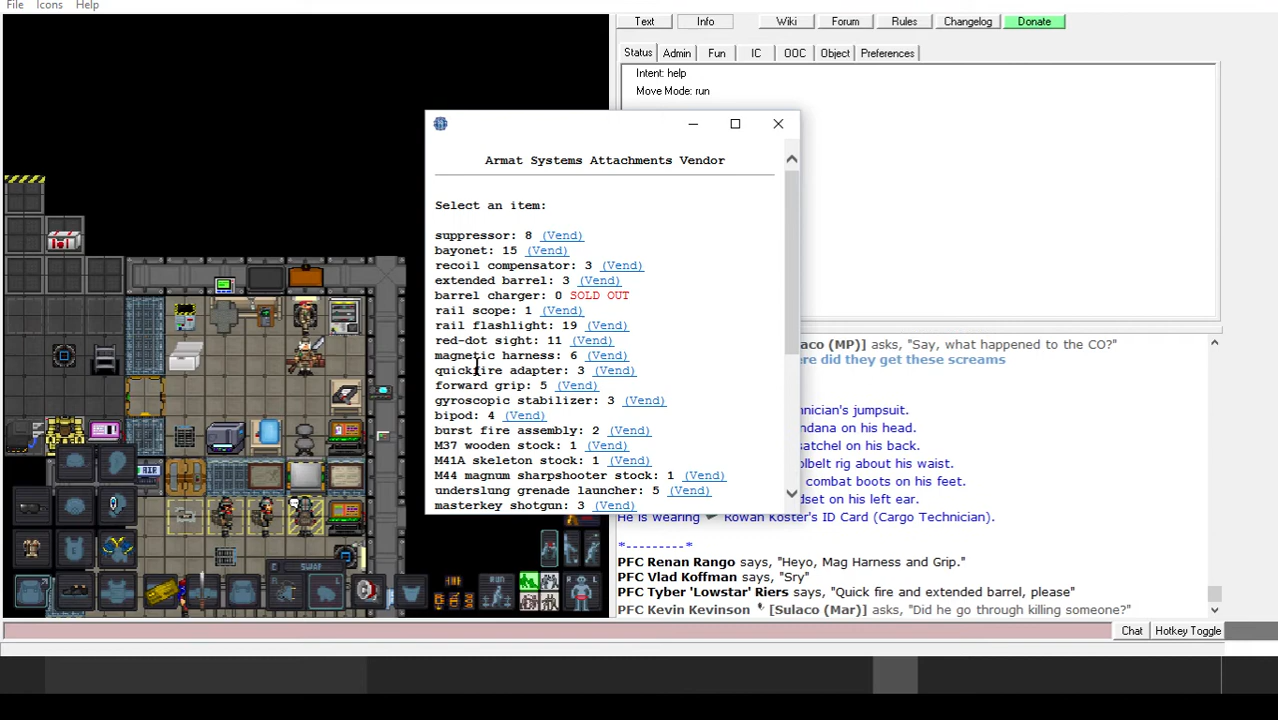 File Icons Help
Text Info Wiki Forum Rules Changelog Donate
Status Admin Fun IC OOC Object Preferences
Intent: help
Move Mode: run
Armat Systems Attachments Vendor
Select an item:
suppressor: 8 (Vend)
bayonet: 15 (Vend)
recoil compensator: 3 (Vend)
extended barrel: 3 (Vend)
barrel charger: 0 SOLD OUT
rail scope: 1 (Vend)
rail flashlight: 19 (Vend)
red-dot sight: 11 (Vend)
magnetic harness: 6 (Vend)
quickfire adapter: 3 (Vend)
forward grip: 5 (Vend)
gyroscopic stabilizer: 3 (Vend)
bipod: 4 (Vend)
burst fire assembly: 2 (Vend)
M37 wooden stock: 1 (Vend)
M41A skeleton stock: 1 (Vend)
M44 magnum sharpshooter stock: 1 (Vend)
underslung grenade launcher: 5 (Vend)
masterkey shotgun: 3 (Vend)
laco (MP)] asks, "Say, what happened to the CO?"
ere did they get these screams
hnician's jumpsuit.
ndana on his head.
satchel on his back.
olbelt rig about his waist.
combat boots on his feet.
dset on his left ear.
He is wearing Rowan Koster's ID Card (Cargo Technician).
*---------*
PFC Renan Rango says, "Heyo, Mag Harness and Grip."
PFC Vlad Koffman says, "Sry"
PFC Tyber 'Lowstar' Riers says, "Quick fire and extended barrel, please"
PFC Kevin Kevinson [Sulaco (Mar)] asks, "Did he go through killing someone?"
AIR
SWAP
RUN
R L
Chat Hotkey Toggle